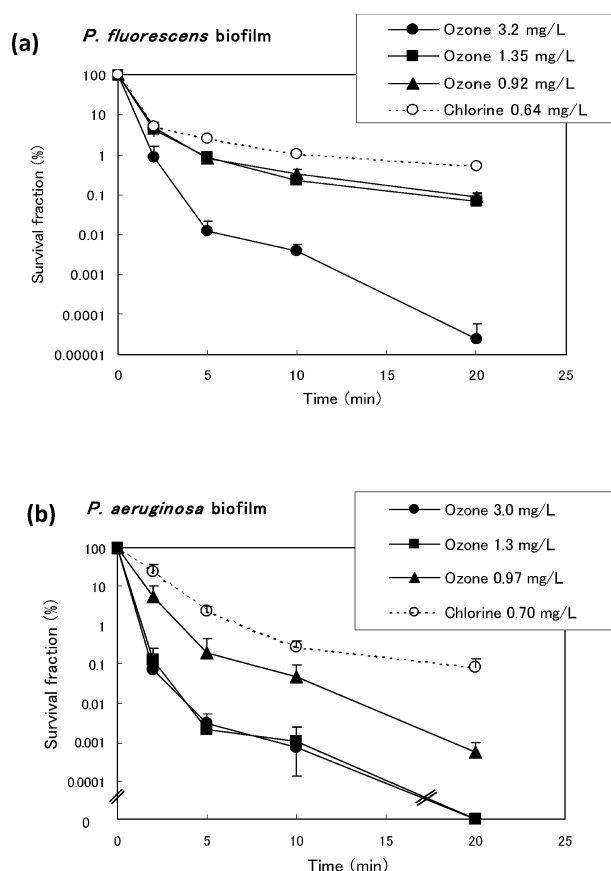 (a)
P. fluorescens biofilm
Ozone 3.2 mg/L
Ozone 1.35 mg/L
Ozone 0.92 mg/L
Chlorine 0.64 mg/L
Survival fraction (%)
100
10
1
0.1
0.01
0.001
0.0001
0.00001
0 5 10 15 20 25
Time (min)
(b)
P. aeruginosa biofilm
Ozone 3.0 mg/L
Ozone 1.3 mg/L
Ozone 0.97 mg/L
Chlorine 0.70 mg/L
Survival fraction (%)
100
10
1
0.1
0.01
0.001
0.0001
0
0 5 10 15 20 25
Time (min)